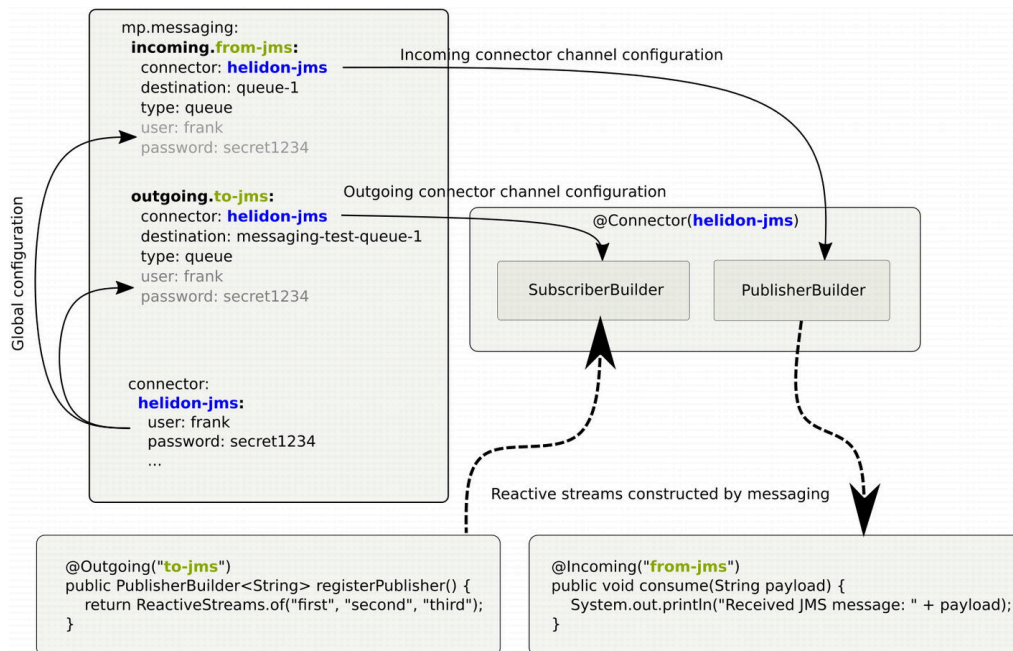 mp.messaging:
incoming.from-jms:
connector: helidon-jms
destination: queue-1
type: queue
user: frank
password: secret1234
outgoing.to-jms:
connector: helidon-jms
destination: messaging-test-queue-1
type: queue
user: frank
password: secret1234
connector:
helidon-jms:
user: frank
password: secret1234
...
Global configuration
Incoming connector channel configuration
Outgoing connector channel configuration
@Connector(helidon-jms)
SubscriberBuilder
PublisherBuilder
Reactive streams constructed by messaging
@Outgoing("to-jms")
public PublisherBuilder<String> registerPublisher() {
return ReactiveStreams.of("first", "second", "third");
}
@Incoming("from-jms")
public void consume(String payload) {
System.out.println("Received JMS message: " + payload);
}